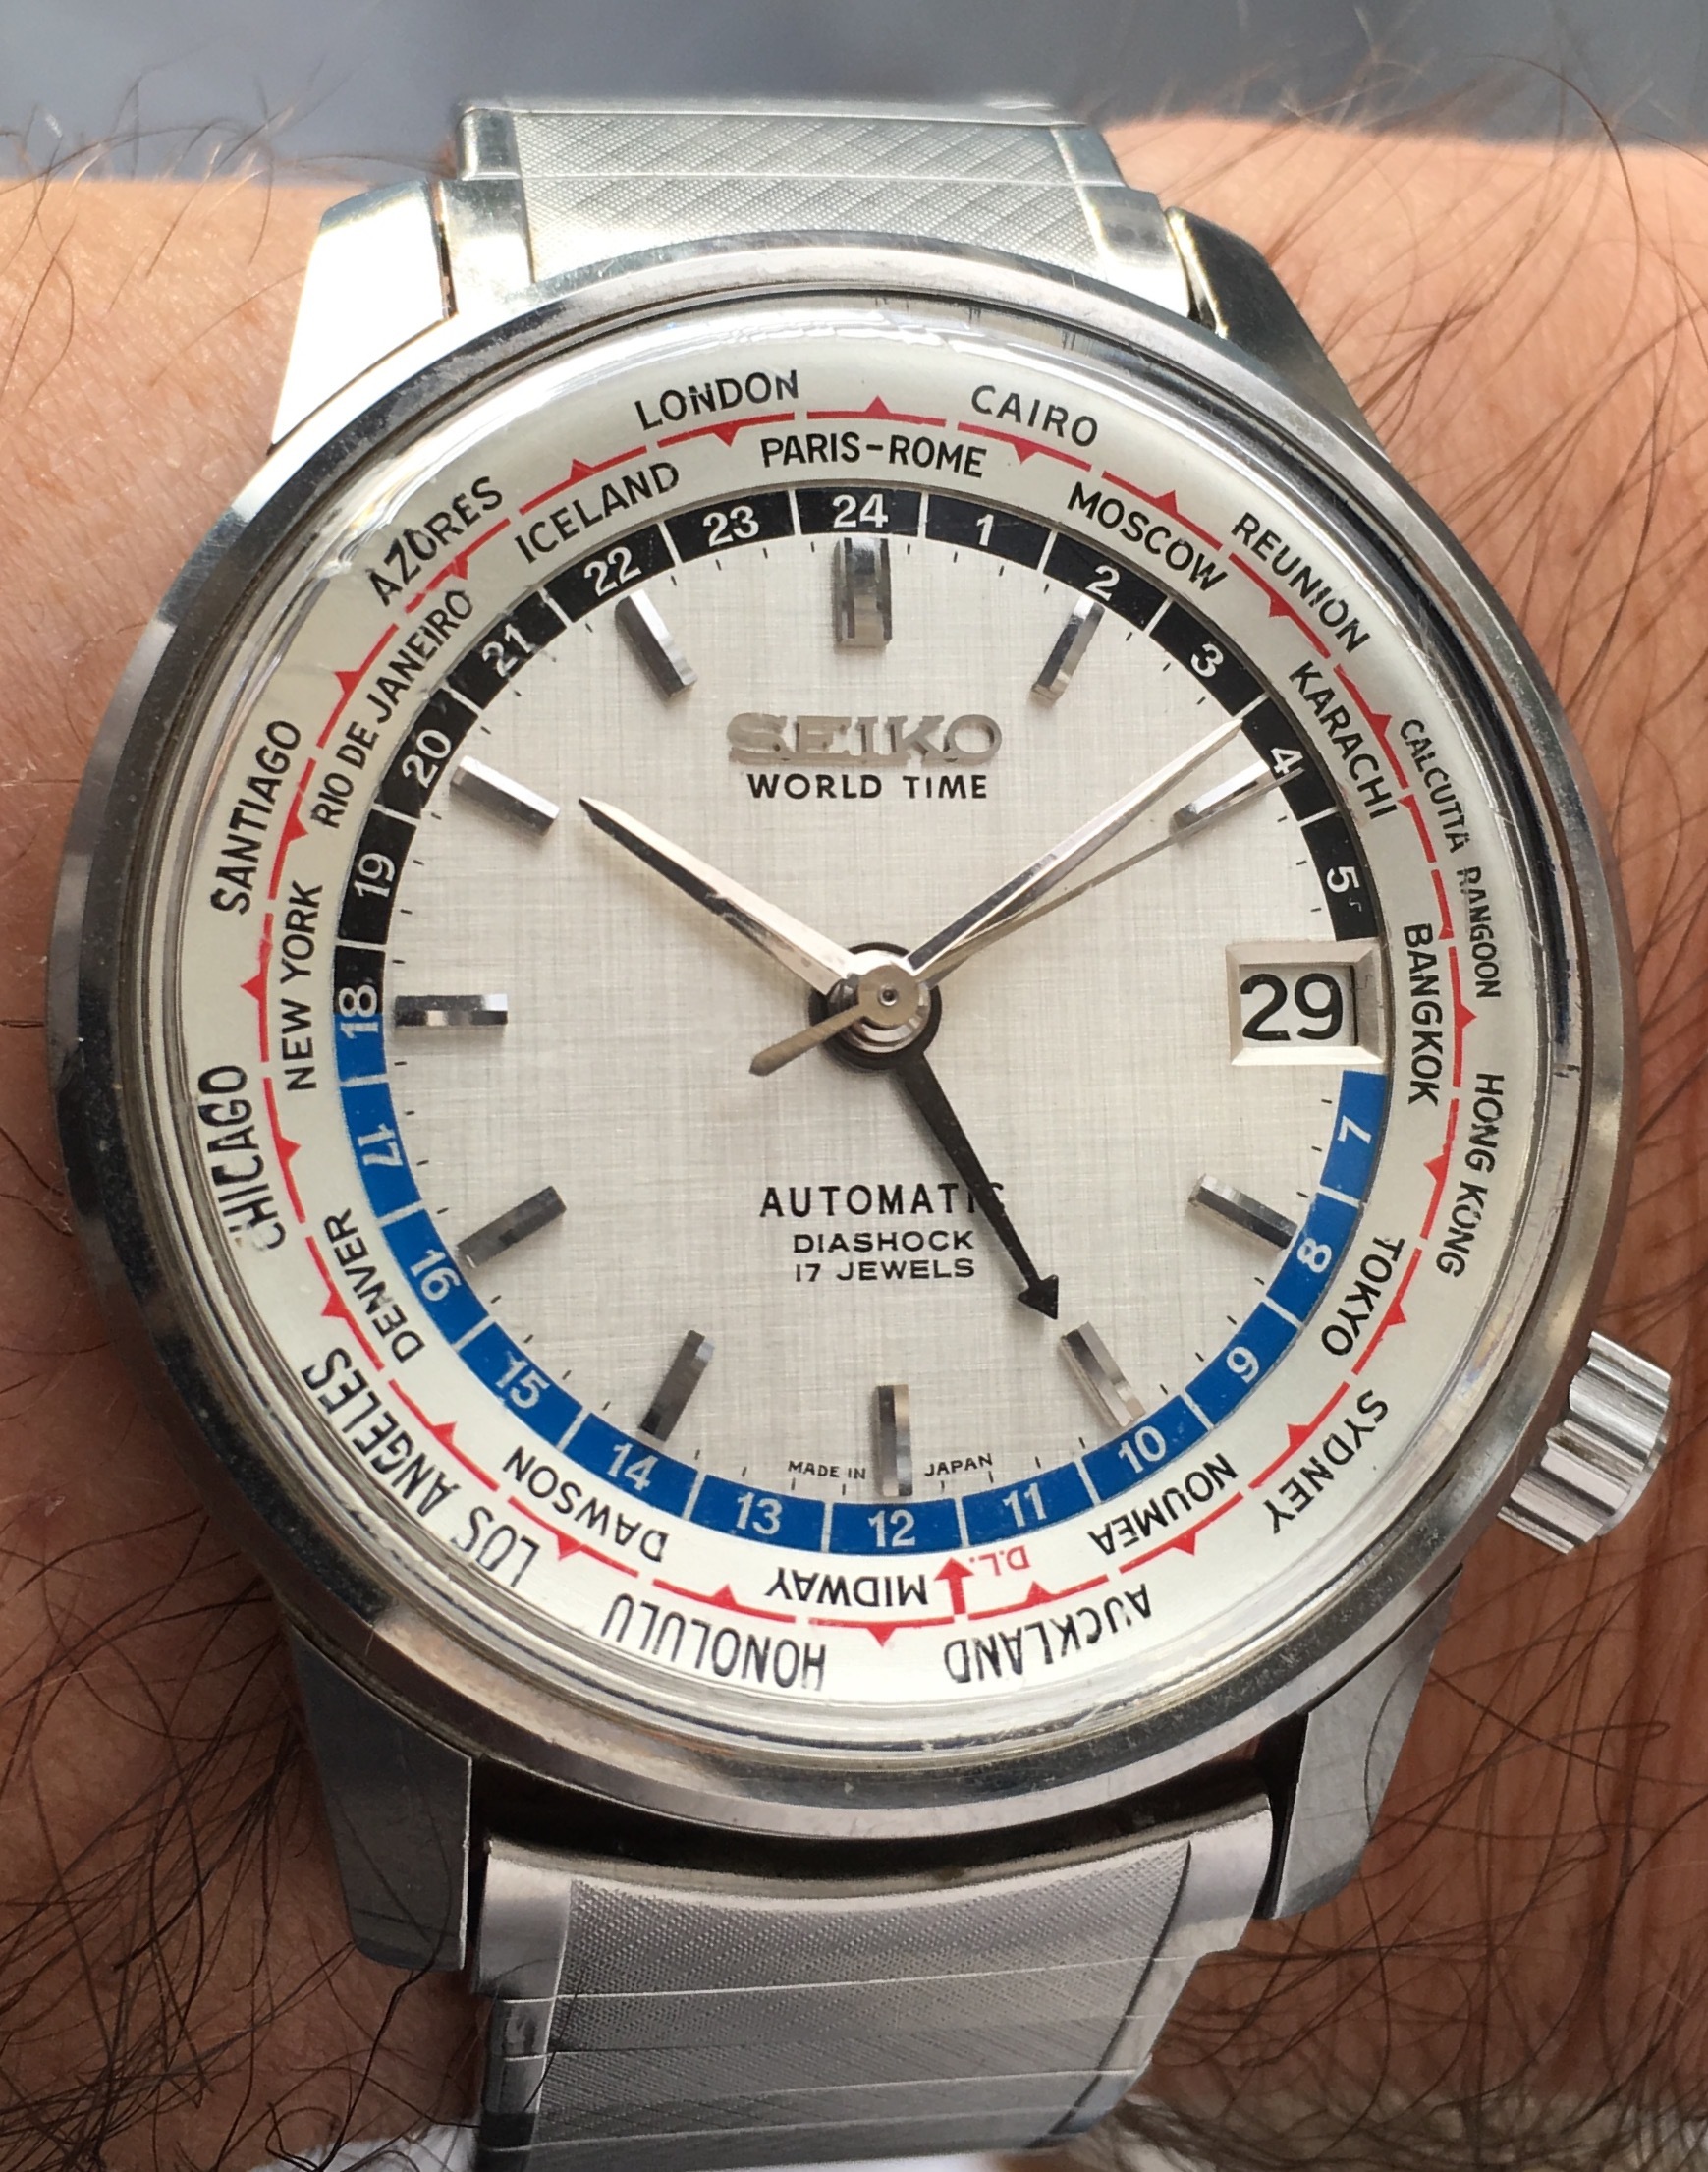 LONDON
CAIRO
REUNION
CALCUTTA
RANGOON
HONG KONG
SYDNEY
AUCKLAND
HONOLULU
LOS ANGELES
CHICAGO
SANTIAGO
AZORES
PARIS-ROME
MOSCOW
KARACHI
BANGKOK
TOKYO
NOUMEA
D.L.
MIDWAY
DAWSON
DENVER
NEW YORK
RIO DE JANEIRO
ICELAND
24
1
2
3
4
5
7
8
9
10
11
12
13
14
15
16
17
18
19
20
21
22
23
SEIKO
WORLD TIME
29
AUTOMATIC
DIASHOCK
17 JEWELS
MADE IN JAPAN